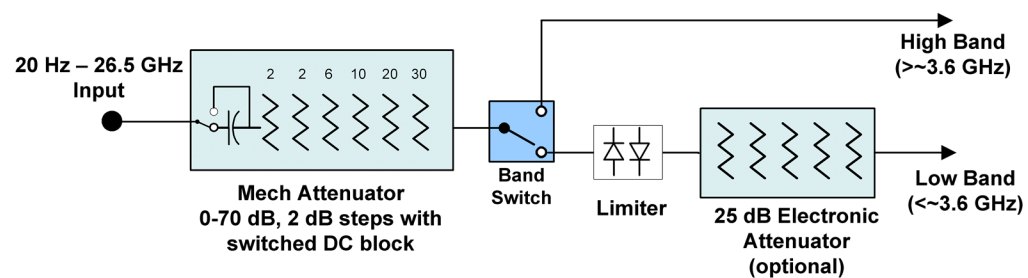 20 Hz – 26.5 GHz
Input
2 2 6 10 20 30
Mech Attenuator
0-70 dB, 2 dB steps with
switched DC block
Band
Switch
Limiter
25 dB Electronic
Attenuator
(optional)
High Band
(>~3.6 GHz)
Low Band
(<~3.6 GHz)